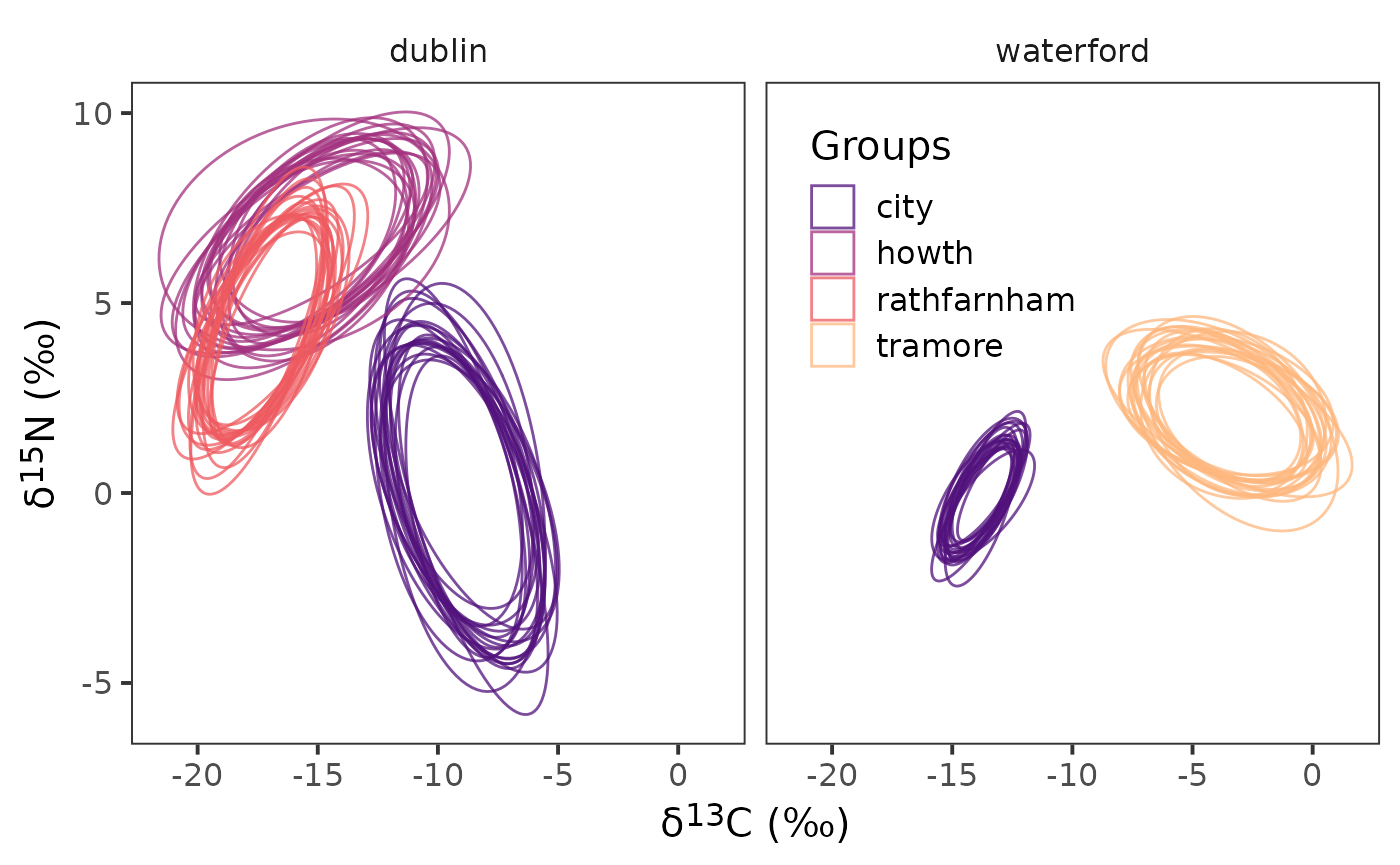 dublin
waterford
10
5
0
-5
δ¹⁵N (‰)
Groups
city
howth
rathfarnham
tramore
-20 -15 -10 -5 0
-20 -15 -10 -5 0
δ¹³C (‰)